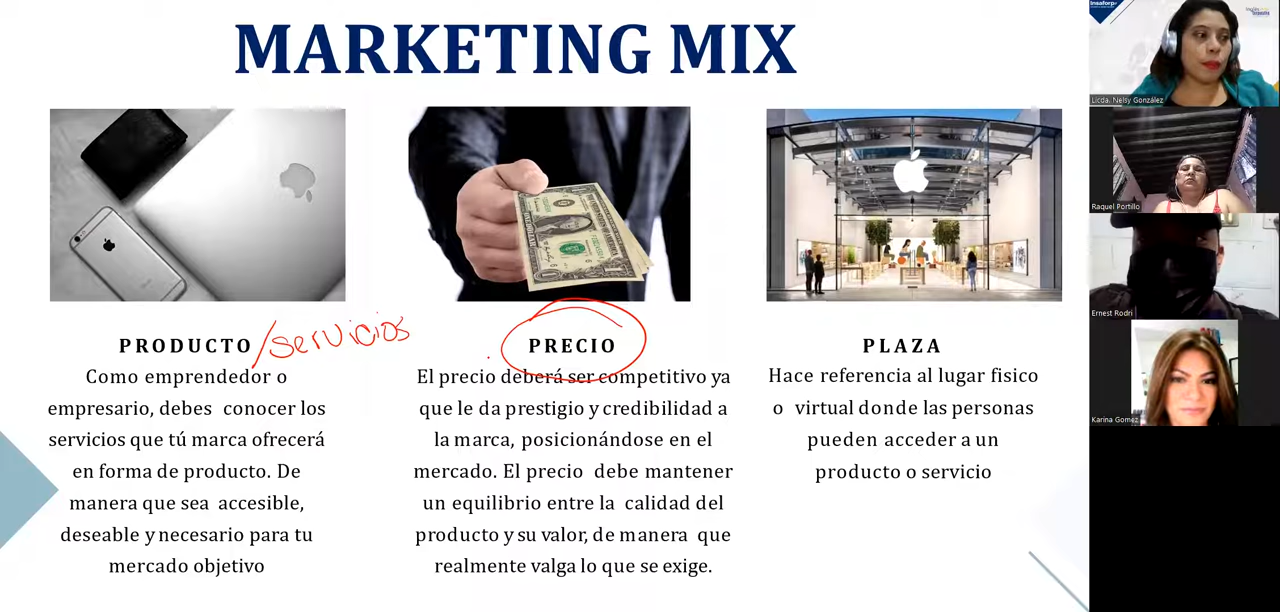 MARKETING MIX
PRODUCTO
/servicios
Como emprendedor o
empresario, debes conocer los
servicios que tú marca ofrecerá
en forma de producto. De
manera que sea accesible,
deseable y necesario para tu
mercado objetivo
PRECIO
El precio deberá ser competitivo ya
que le da prestigio y credibilidad a
la marca, posicionándose en el
mercado. El precio debe mantener
un equilibrio entre la calidad del
producto y su valor, de manera que
realmente valga lo que se exige.
PLAZA
Hace referencia al lugar fisico
o virtual donde las personas
pueden acceder a un
producto o servicio
Insaforp
Licda. Nelsy González
Raquel Portillo
Ernest Rodri
Karina Gomez